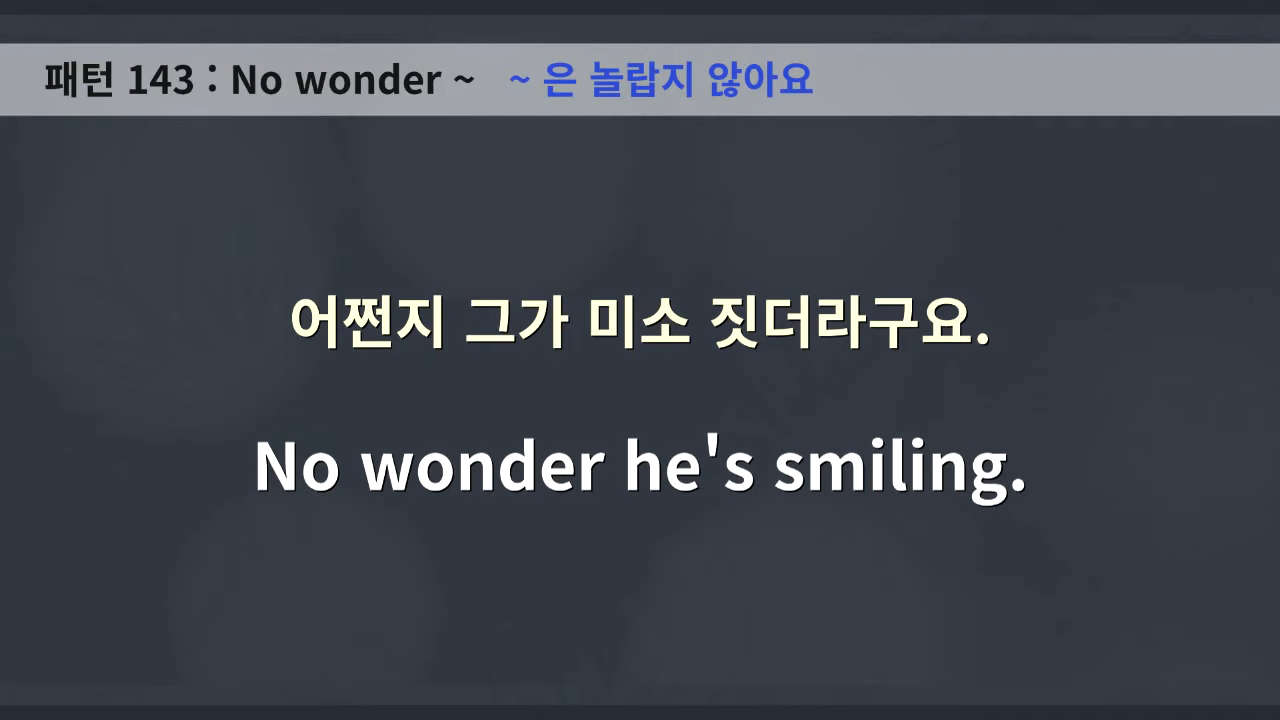 패턴 143 : No wonder ~ ~ 은 놀랍지 않아요
어쩐지 그가 미소 짓더라구요.
No wonder he's smiling.